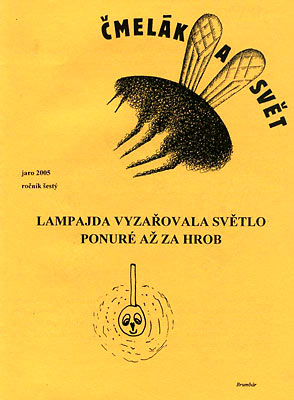 ČMELÁK A SVĚT
jaro 2005
ročník šestý
LAMPAJDA VYZAŘOVALA SVĚTLO
PONURÉ AŽ ZA HROB
Brumbár